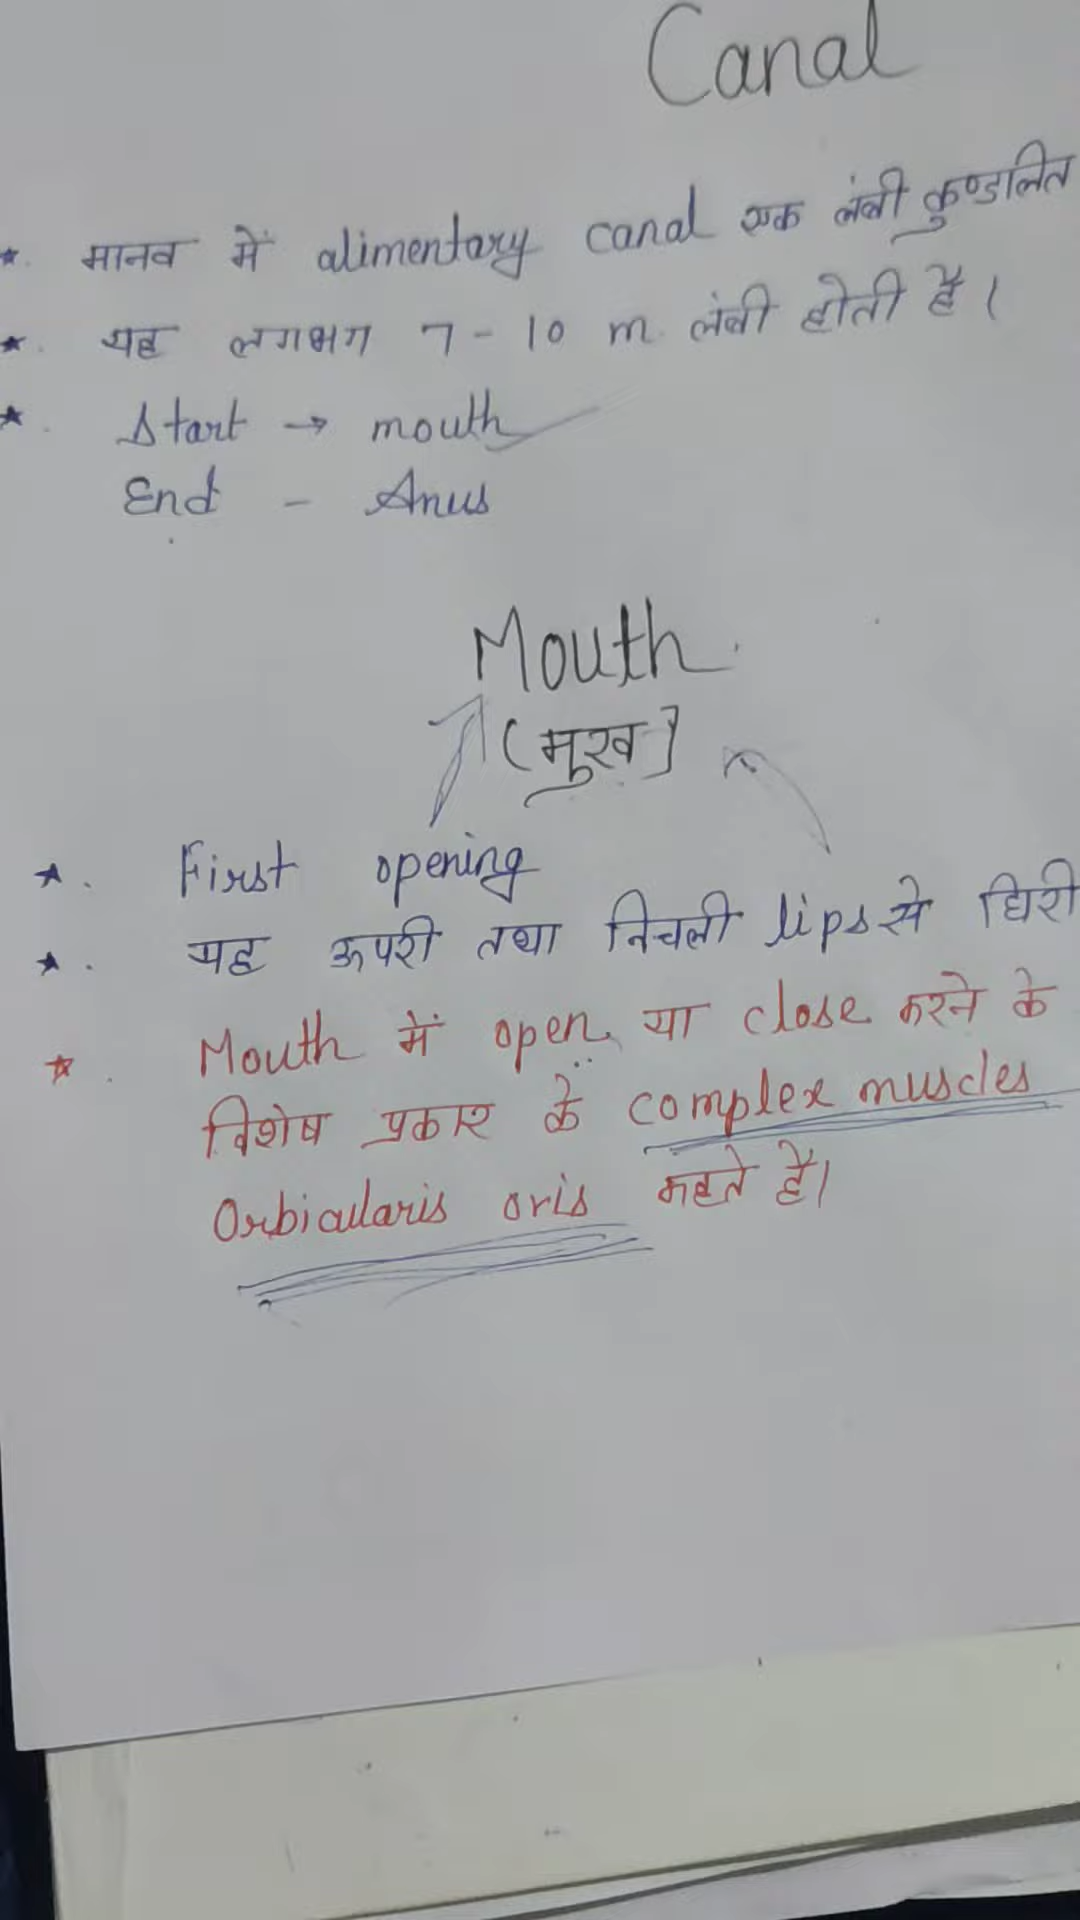 Canal
★. मानव में alimentary canal एक लंबी कुण्डलित
★. यह लगभग 7-10 m लंबी होती है।
★. Start → mouth
End - Anus
Mouth
(मुख]
★. First opening
★. यह ऊपरी तथा निचली lips से घिरी
★. Mouth में open या close करने के
विशेष प्रकार के complex muscles
Orbicularis oris कहते है।